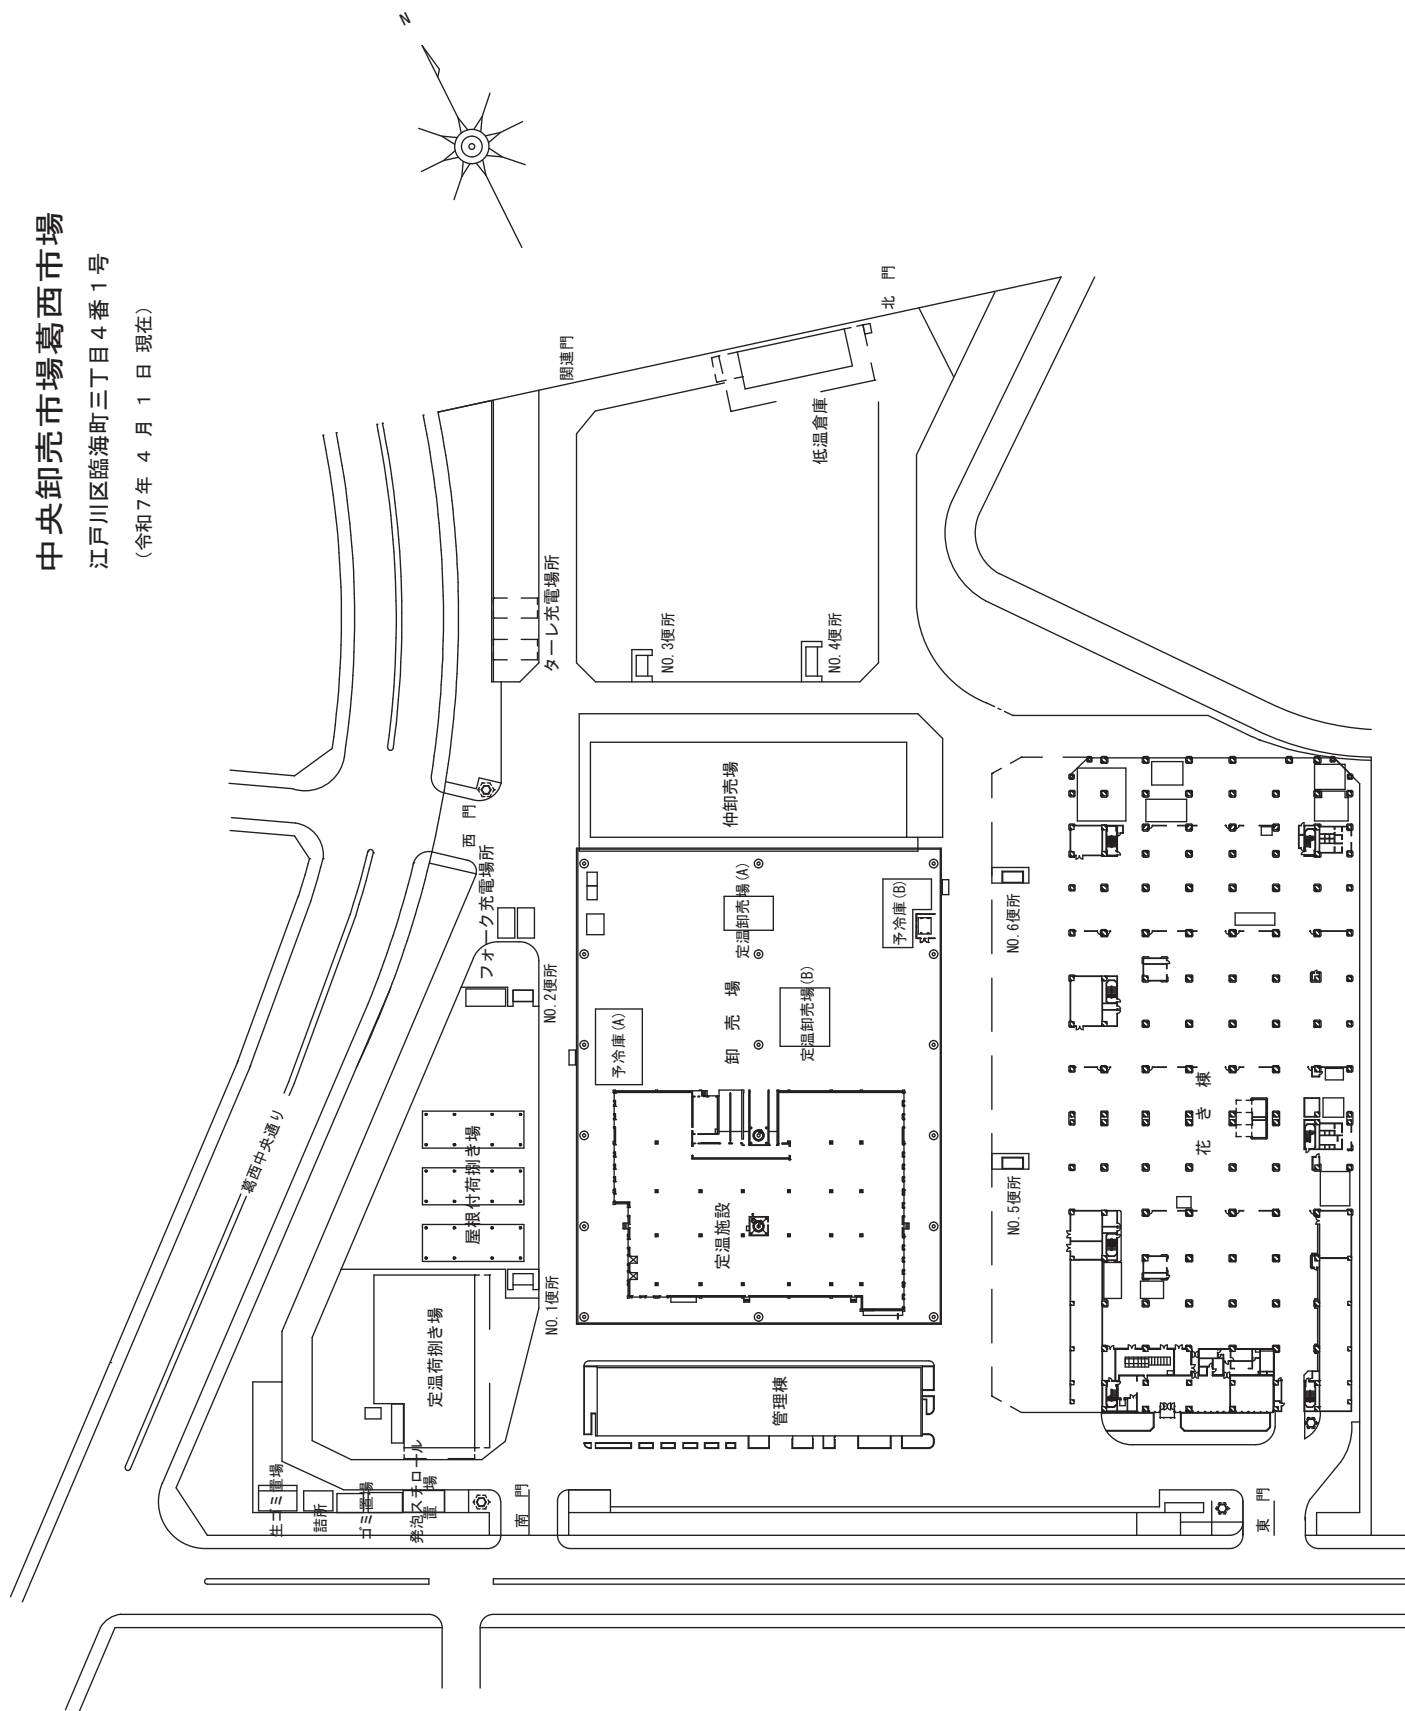 中央卸売市場葛西市場
江戸川区臨海町三丁目4番1号
(令和7年 4 月 1 日 現在)
N
北 門
関連門
低温倉庫
ターレ充電場所
NO.3便所
NO.4便所
西 門
フォーク充電場所
仲卸売場
NO.2便所
予冷庫(A)
卸 売 場
定温卸売場(A)
定温卸売場(B)
予冷庫(B)
NO.6便所
葛西中央通り
屋根付荷捌き場
定温施設
NO.5便所
花 き 棟
定温荷捌き場
NO.1便所
管理棟
生ゴミ置場
詰所
ゴミ置場
発泡スチロール
置 場
南 門
東 門